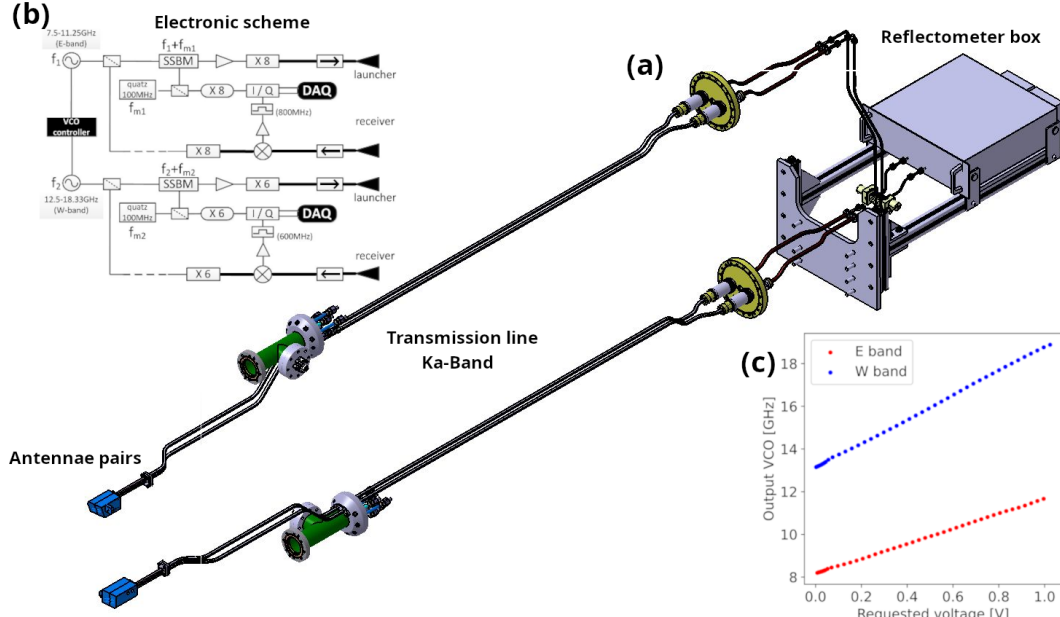 (b)
Electronic scheme
7.5-11.25GHz
(E-band)
f1
f1+fm1
SSBM
X 8
launcher
quatz
100MHz
X 8
I / Q
DAQ
fm1
(800MHz)
receiver
VCO
controller
X 8
f2
f2+fm2
12.5-18.33GHz
(W-band)
SSBM
X 6
launcher
quatz
100MHz
X 6
I / Q
DAQ
fm2
(600MHz)
receiver
X 6
(a)
Reflectometer box
Transmission line
Ka-Band
Antennae pairs
(c)
E band
W band
Output VCO [GHz]
18
16
14
12
10
8
0.0 0.2 0.4 0.6 0.8 1.0
Requested voltage [V]